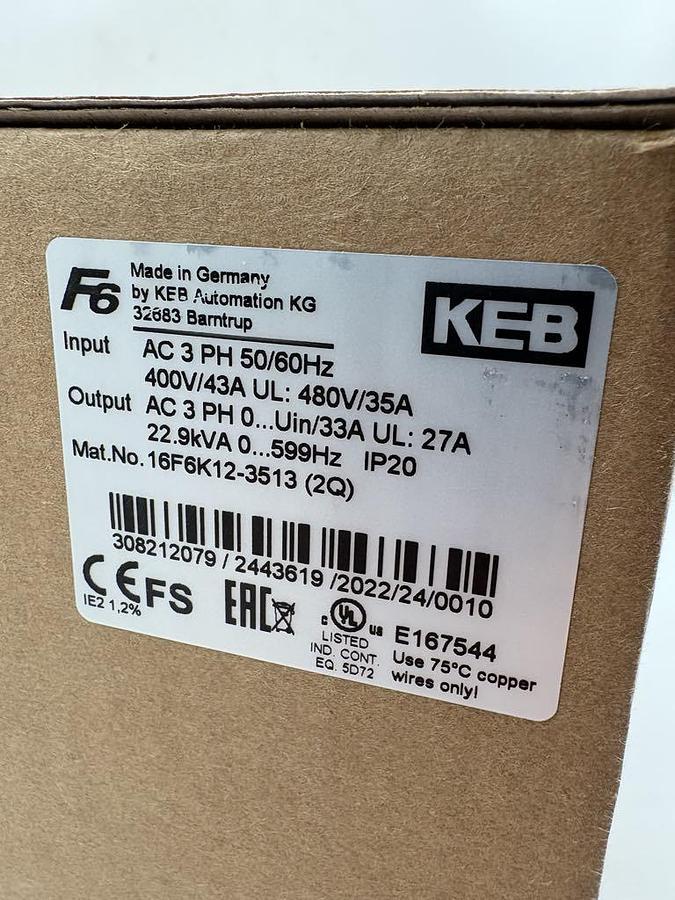 F6
Made in Germany
by KEB Automation KG
32683 Barntrup
KEB
Input AC 3 PH 50/60Hz
400V/43A UL: 480V/35A
Output AC 3 PH 0...Uin/33A UL: 27A
22.9kVA 0...599Hz IP20
Mat.No. 16F6K12-3513 (2Q)
308212079 / 2443619 /2022/24/0010
CE FS EAC
IE2 1,2%
c UL us
LISTED
IND. CONT.
EQ. 5D72
E167544
Use 75°C copper
wires only!